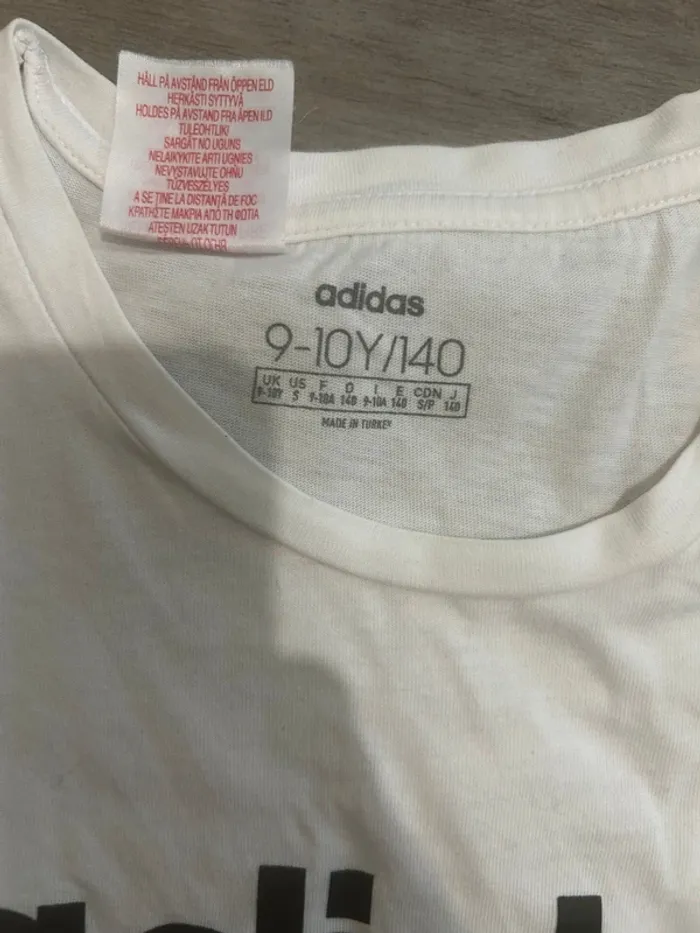 HÅLL PÅ AVSTÅND FRÅN ÖPPEN ELD
HERKÄSTI SYTTYVÄ
HOLDES PÅ AVSTAND FRA ÅPEN ILD
TULEOHTLIK!
SARGĀT NO UGUNS
NELAIKYKITE ARTI UGNIES
NEVYSTAVUJTE OHNU
TŰZVESZÉLYES
A SE ȚINE LA DISTANȚĂ DE FOC
ΚΡΑΤΗΣΤΕ ΜΑΚΡΙΑ ΑΠΟ ΤΗ ΦΩΤΙΑ
ATEŞTEN UZAK TUTUN
adidas
9-10Y/140
UK US F D I E CDN J
9-10Y S 9-10A 140 9-10A 140 S/P 140
MADE IN TURKEY